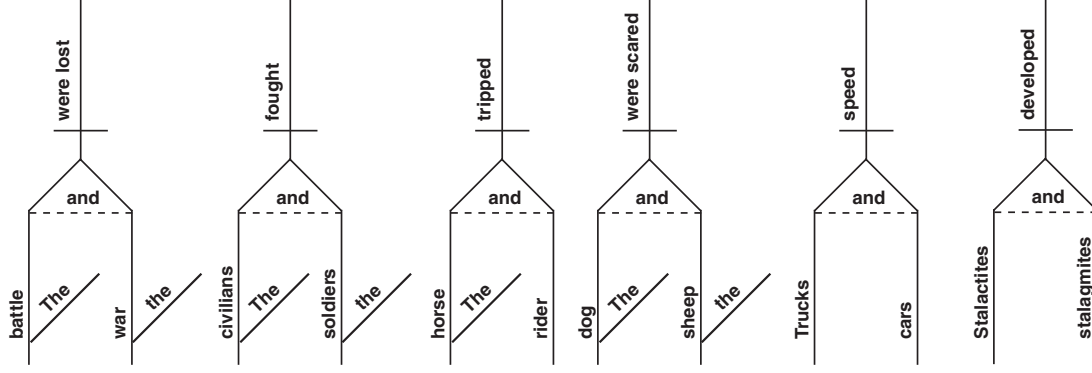 were lost
and
battle
The
war
the
fought
and
civilians
The
soldiers
the
tripped
and
horse
The
rider
were scared
and
dog
The
sheep
the
speed
and
Trucks
cars
developed
and
Stalactites
stalagmites